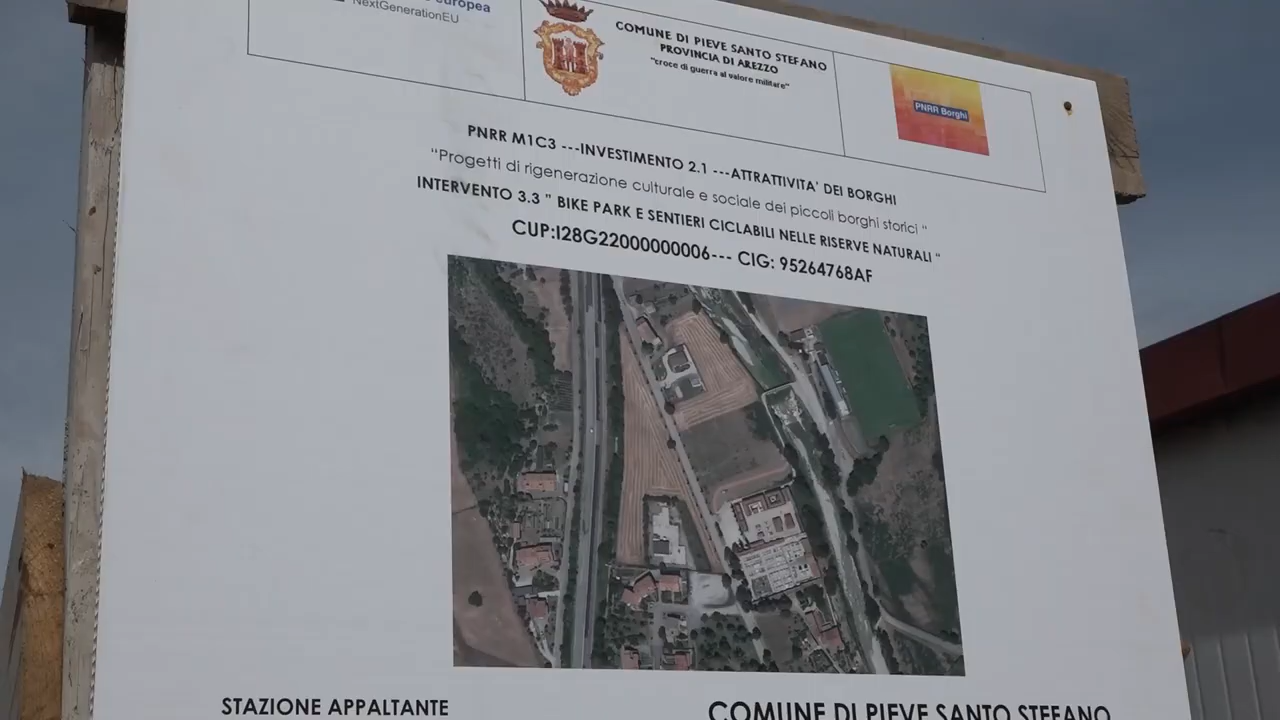 europea
NextGenerationEU
COMUNE DI PIEVE SANTO STEFANO
PROVINCIA DI AREZZO
"croce di guerra al valore militare"
PNRR Borghi
PNRR M1C3 ---INVESTIMENTO 2.1 ---ATTRATTIVITA' DEI BORGHI
"Progetti di rigenerazione culturale e sociale dei piccoli borghi storici "
INTERVENTO 3.3 " BIKE PARK E SENTIERI CICLABILI NELLE RISERVE NATURALI "
CUP:I28G22000000006--- CIG: 95264768AF
STAZIONE APPALTANTE
COMUNE DI PIEVE SANTO STEFANO